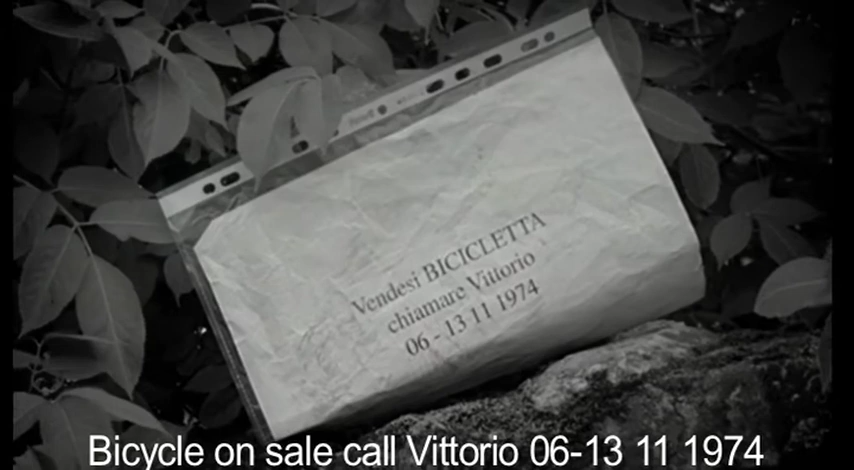 Vendesi BICICLETTA
chiamare Vittorio
06 - 13 11 1974
Bicycle on sale call Vittorio 06-13 11 1974